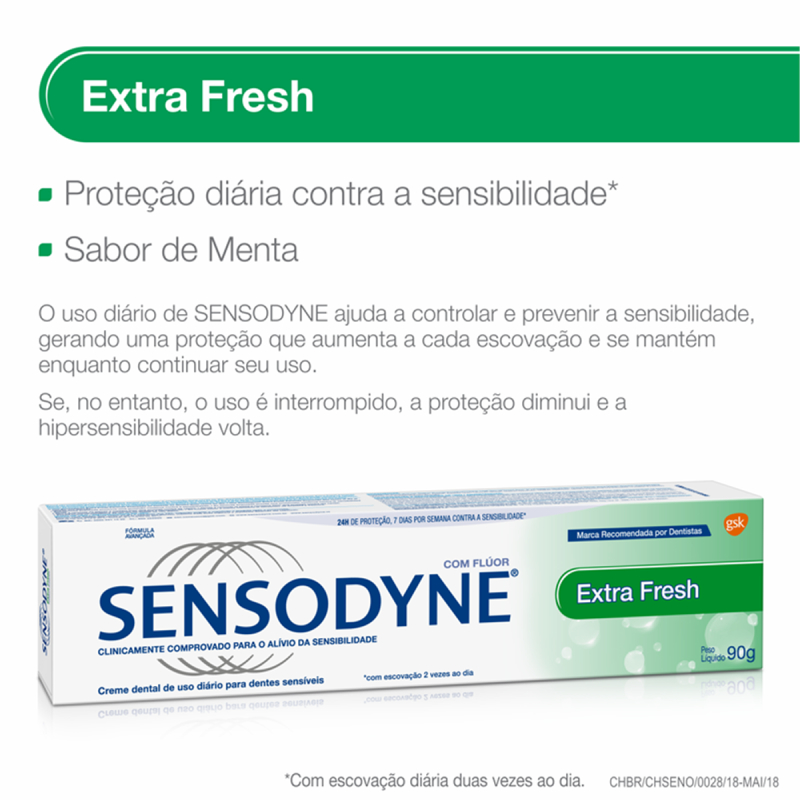 Extra Fresh
Proteção diária contra a sensibilidade*
Sabor de Menta
O uso diário de SENSODYNE ajuda a controlar e prevenir a sensibilidade,
gerando uma proteção que aumenta a cada escovação e se mantém
enquanto continuar seu uso.
Se, no entanto, o uso é interrompido, a proteção diminui e a
hipersensibilidade volta.
FÓRMULA
AVANÇADA
24H DE PROTEÇÃO, 7 DIAS POR SEMANA CONTRA A SENSIBILIDADE*
Marca Recomendada por Dentistas
gsk
COM FLÚOR
SENSODYNE®
SENSODYNE
Extra Fresh
CLINICAMENTE COMPROVADO PARA O ALÍVIO DA SENSIBILIDADE
Peso
Líquido 90g
Creme dental de uso diário para dentes sensíveis
*com escovação 2 vezes ao dia
*Com escovação diária duas vezes ao dia.
CHBR/CHSENO/0028/18-MAI/18